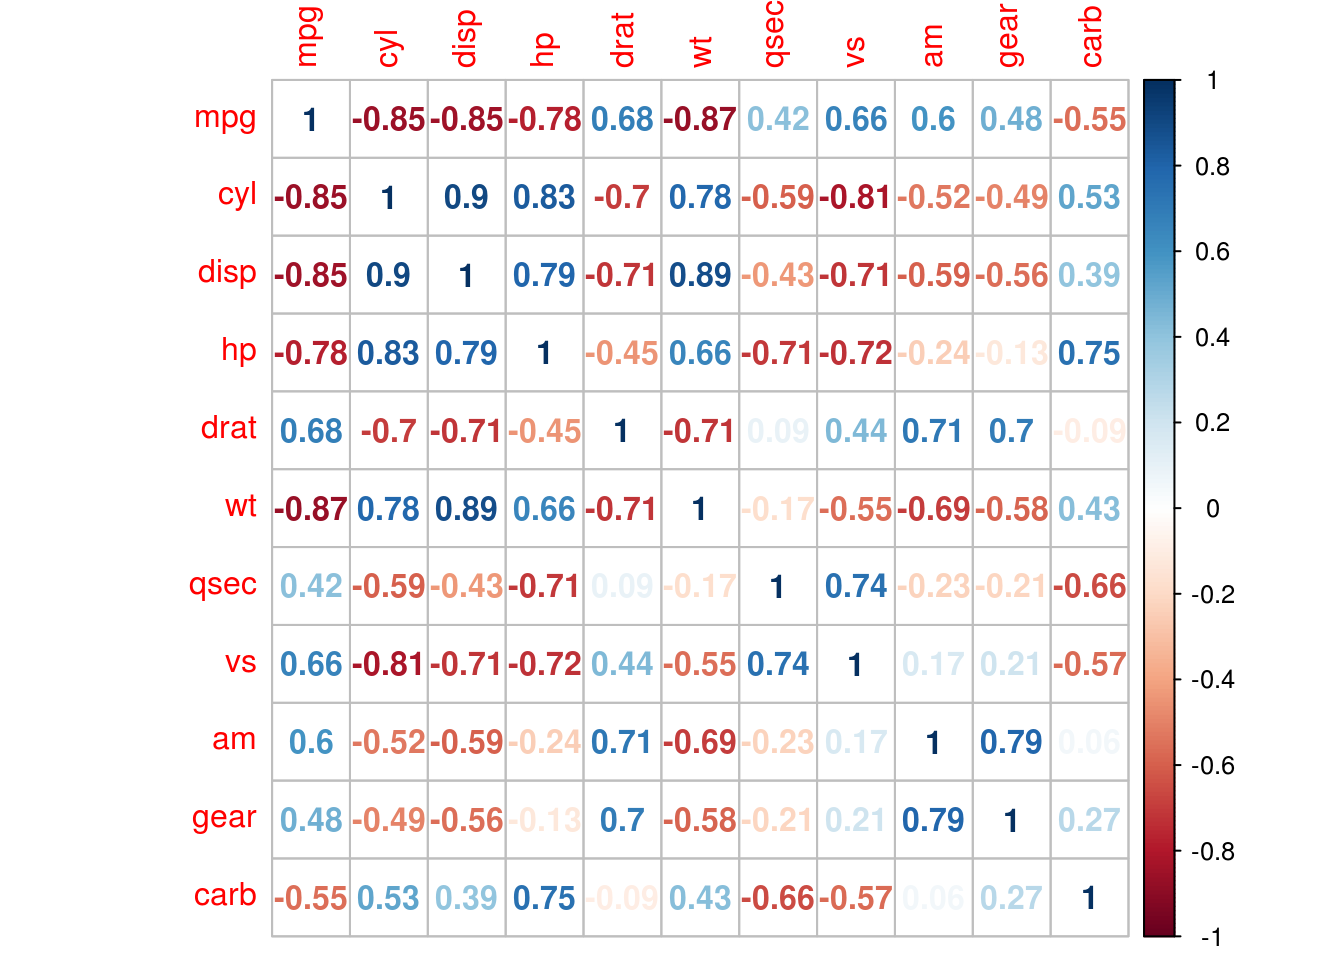 mpg cyl disp hp drat wt qsec vs am gear carb
mpg 1 -0.85 -0.85 -0.78 0.68 -0.87 0.42 0.66 0.6 0.48 -0.55
cyl -0.85 1 0.9 0.83 -0.7 0.78 -0.59 -0.81 -0.52 -0.49 0.53
disp -0.85 0.9 1 0.79 -0.71 0.89 -0.43 -0.71 -0.59 -0.56 0.39
hp -0.78 0.83 0.79 1 -0.45 0.66 -0.71 -0.72 -0.24 -0.13 0.75
drat 0.68 -0.7 -0.71 -0.45 1 -0.71 0.09 0.44 0.71 0.7 -0.09
wt -0.87 0.78 0.89 0.66 -0.71 1 -0.17 -0.55 -0.69 -0.58 0.43
qsec 0.42 -0.59 -0.43 -0.71 0.09 -0.17 1 0.74 -0.23 -0.21 -0.66
vs 0.66 -0.81 -0.71 -0.72 0.44 -0.55 0.74 1 0.17 0.21 -0.57
am 0.6 -0.52 -0.59 -0.24 0.71 -0.69 -0.23 0.17 1 0.79 0.06
gear 0.48 -0.49 -0.56 -0.13 0.7 -0.58 -0.21 0.21 0.79 1 0.27
carb -0.55 0.53 0.39 0.75 -0.09 0.43 -0.66 -0.57 0.06 0.27 1
1
0.8
0.6
0.4
0.2
0
-0.2
-0.4
-0.6
-0.8
-1